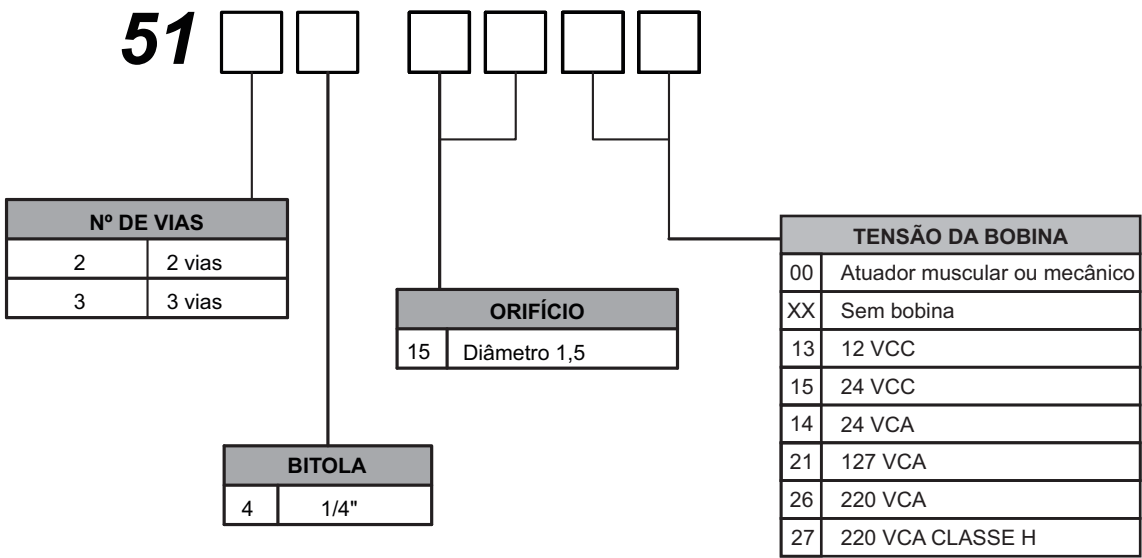 51
Nº DE VIAS
2 2 vias
3 3 vias
BITOLA
4 1/4"
ORIFÍCIO
15 Diâmetro 1,5
TENSÃO DA BOBINA
00 Atuador muscular ou mecânico
XX Sem bobina
13 12 VCC
15 24 VCC
14 24 VCA
21 127 VCA
26 220 VCA
27 220 VCA CLASSE H